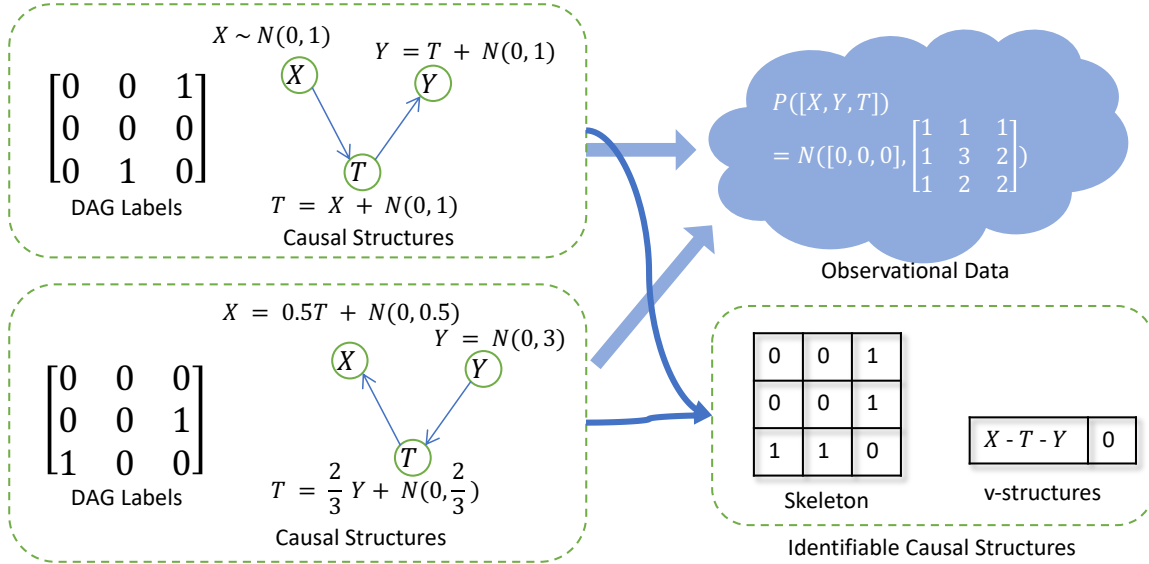 X ~ N(0, 1)
Y = T + N(0, 1)
X
Y
0 0 1
0 0 0
0 1 0
T
DAG Labels
T = X + N(0, 1)
Causal Structures
P([X, Y, T])
= N([0, 0, 0], [1 1 1
1 3 2
1 2 2])
Observational Data
X = 0.5T + N(0, 0.5)
Y = N(0, 3)
X
Y
0 0 0
0 0 1
1 0 0
T
DAG Labels
T = 2/3 Y + N(0, 2/3)
Causal Structures
0 0 1
0 0 1
1 1 0
Skeleton
X - T - Y 0
v-structures
Identifiable Causal Structures